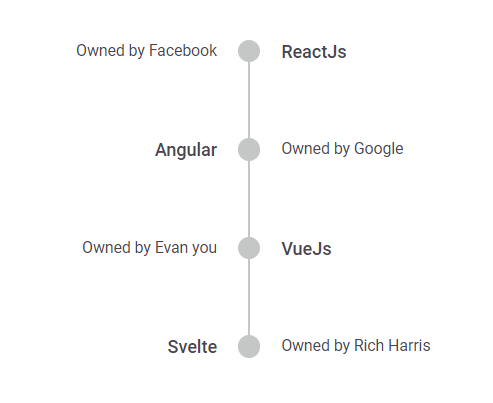 Owned by Facebook ReactJs
Angular Owned by Google
Owned by Evan you VueJs
Svelte Owned by Rich Harris